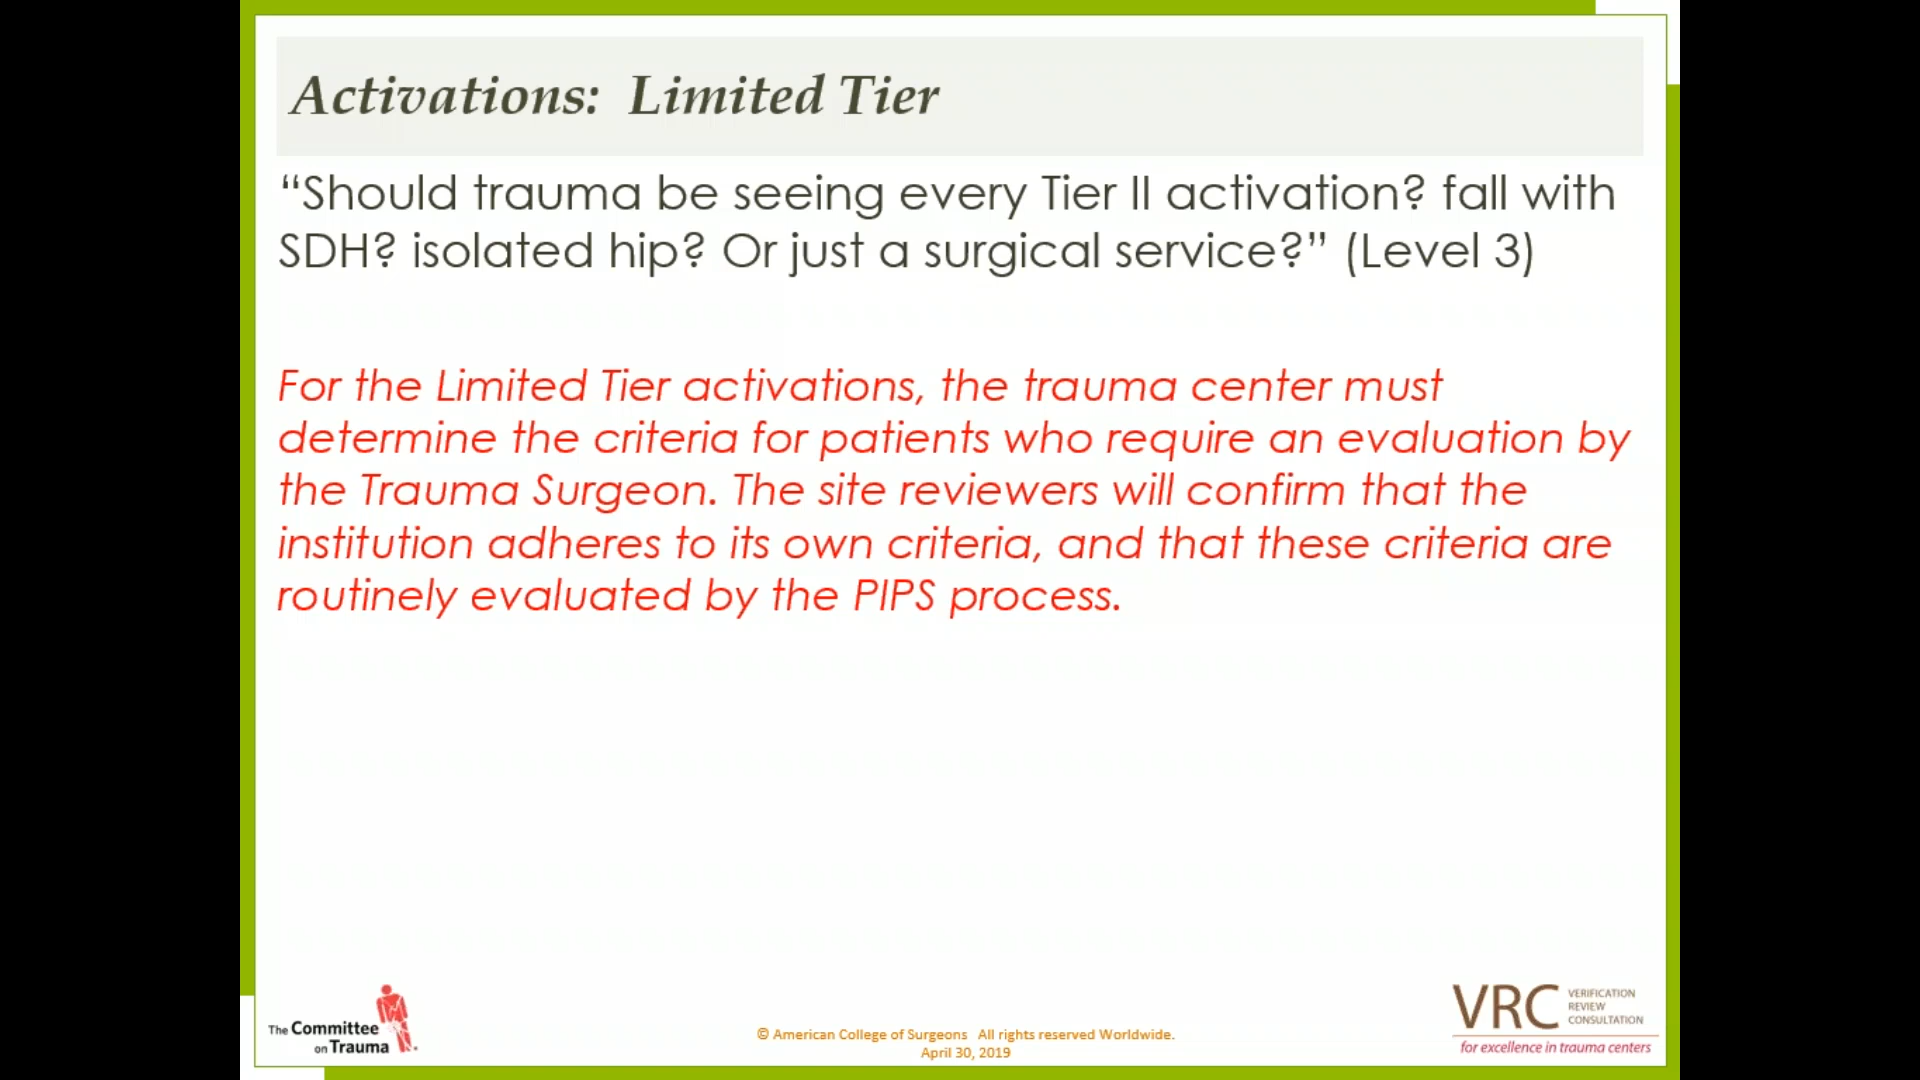 Activations: Limited Tier
“Should trauma be seeing every Tier II activation? fall with
SDH? isolated hip? Or just a surgical service?” (Level 3)
For the Limited Tier activations, the trauma center must
determine the criteria for patients who require an evaluation by
the Trauma Surgeon. The site reviewers will confirm that the
institution adheres to its own criteria, and that these criteria are
routinely evaluated by the PIPS process.
The Committee
on Trauma
© American College of Surgeons All rights reserved Worldwide.
April 30, 2019
VRC
VERIFICATION
REVIEW
CONSULTATION
for excellence in trauma centers